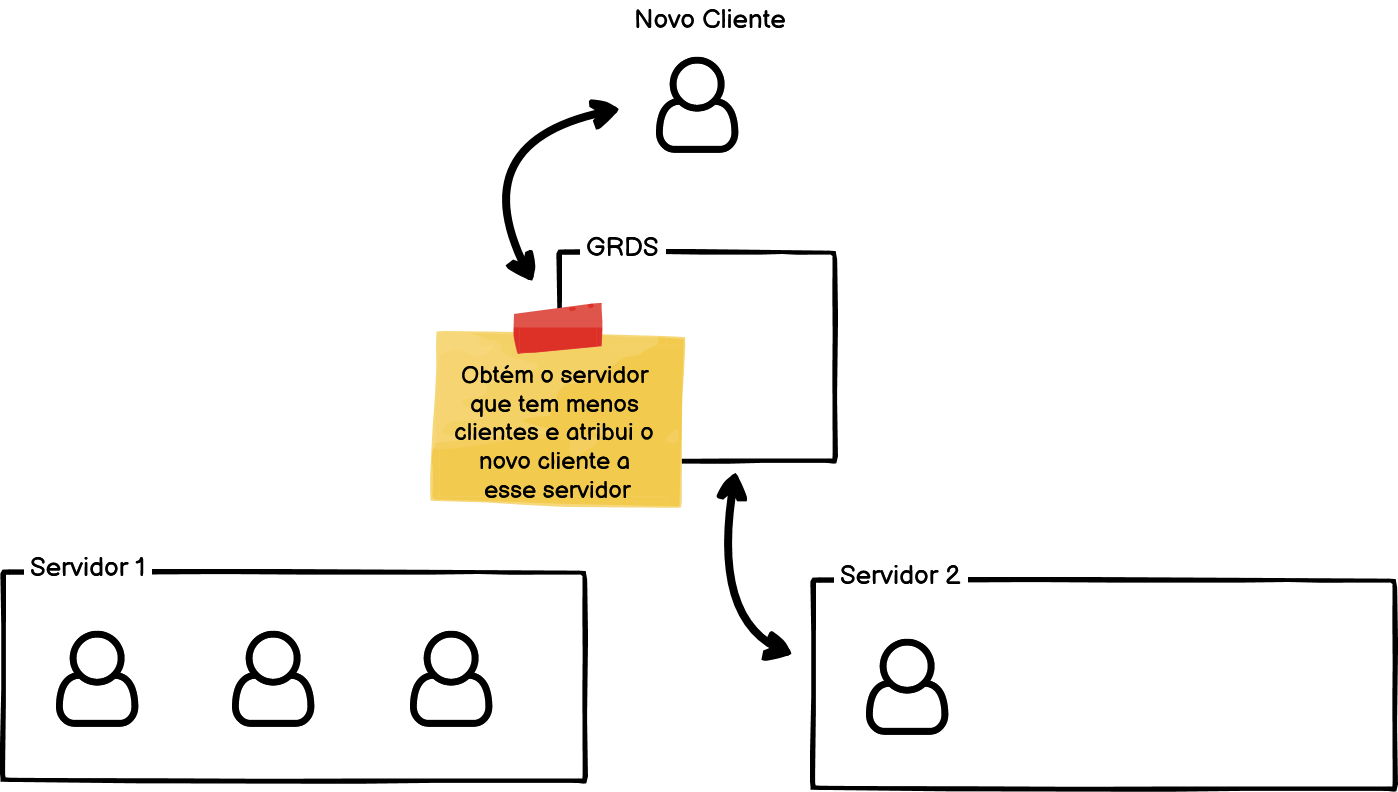 Novo Cliente
GRDS
Obtém o servidor
que tem menos
clientes e atribui o
novo cliente a
esse servidor
Servidor 1
Servidor 2